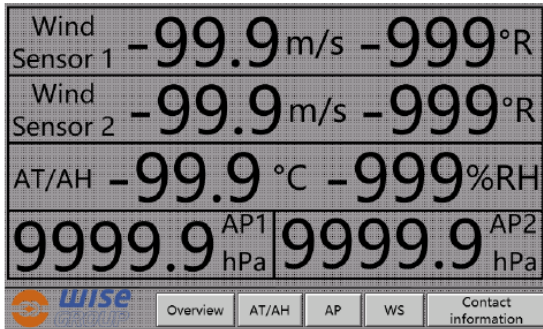 Wind
Sensor 1 -99.9 m/s -999°R
Wind
Sensor 2 -99.9 m/s -999°R
AT/AH -99.9 °C -999%RH
9999.9 AP1 hPa 9999.9 AP2 hPa
wise
GROUP
Overview AT/AH AP WS Contact
information